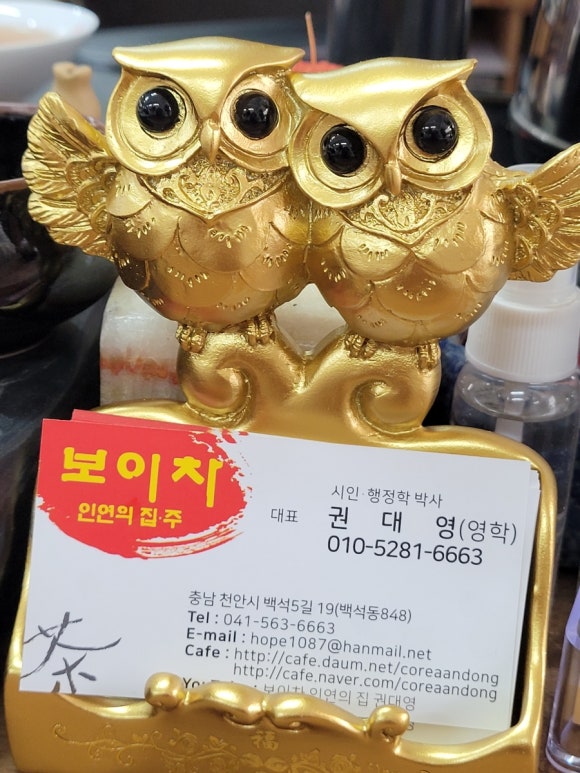 보이차
인연의 집·주
시인·행정학 박사
대표 권 대 영(영학)
010-5281-6663
충남 천안시 백석5길 19(백석동848)
Tel : 041-563-6663
E-mail : hope1087@hanmail.net
Cafe : http://cafe.daum.net/coreaandong
http://cafe.naver.com/coreaandong
보이차 인연의 집 권대영
茶
福